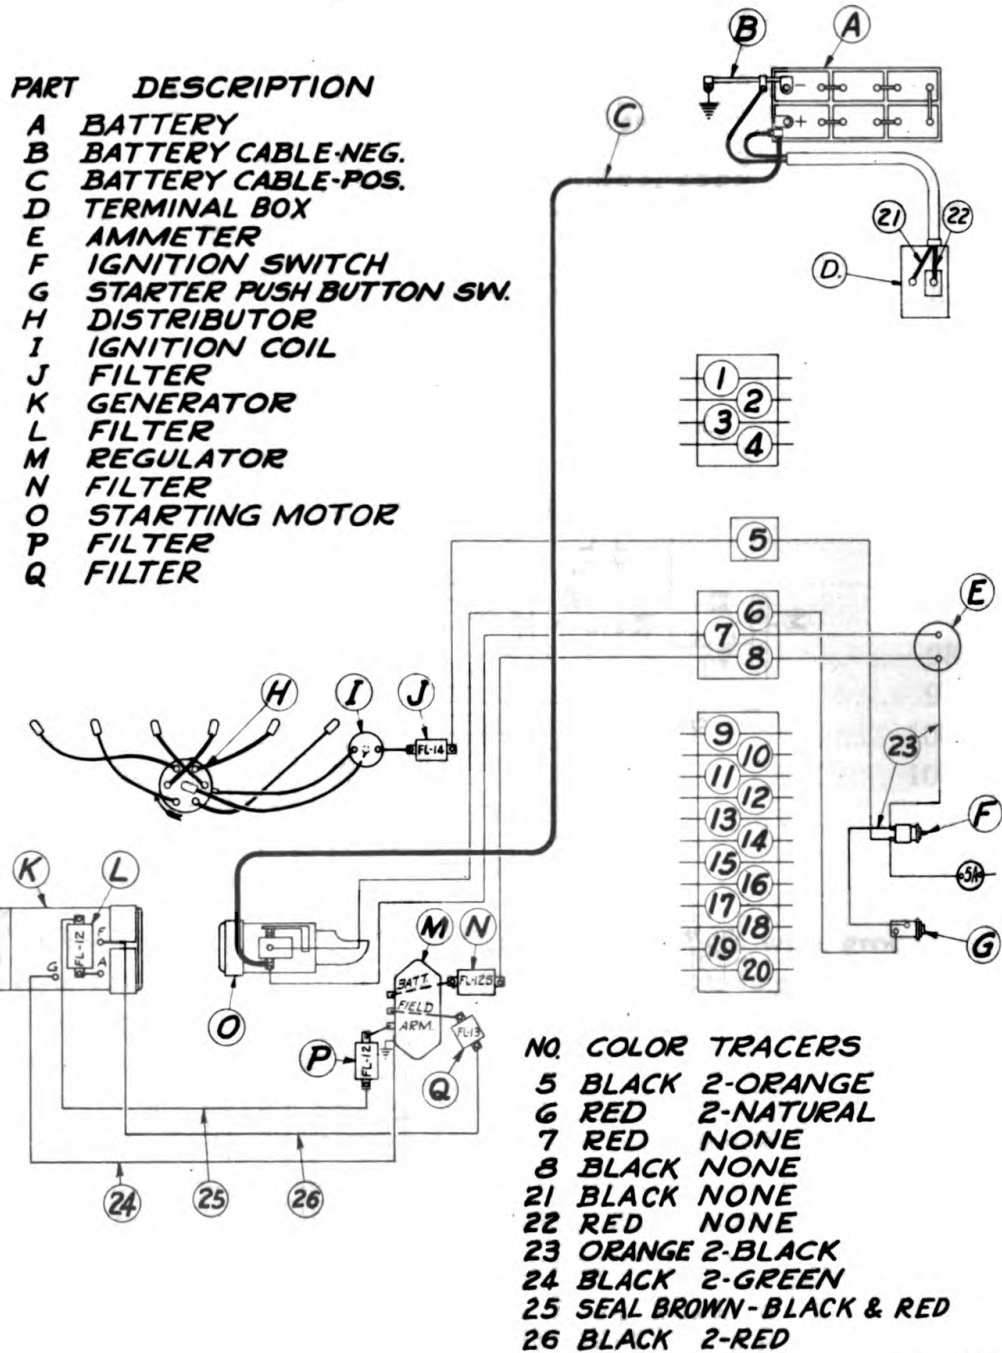 PART DESCRIPTION
A BATTERY
B BATTERY CABLE-NEG.
C BATTERY CABLE-POS.
D TERMINAL BOX
E AMMETER
F IGNITION SWITCH
G STARTER PUSH BUTTON SW.
H DISTRIBUTOR
I IGNITION COIL
J FILTER
K GENERATOR
L FILTER
M REGULATOR
N FILTER
O STARTING MOTOR
P FILTER
Q FILTER
B A
C
- +
21 22
D.
1
2
3
4
5
6
7
8
E
H I J
FL-14
9
10
11
12
13
14
15
16
17
18
19
20
23
F
5A
G
K L
FL-12
F
A
G
O
M N
BATT.
FIELD
ARM.
FL-125
FL-13
P
FL-12
Q
24 25 26
NO. COLOR TRACERS
5 BLACK 2-ORANGE
6 RED 2-NATURAL
7 RED NONE
8 BLACK NONE
21 BLACK NONE
22 RED NONE
23 ORANGE 2-BLACK
24 BLACK 2-GREEN
25 SEAL BROWN-BLACK & RED
26 BLACK 2-RED